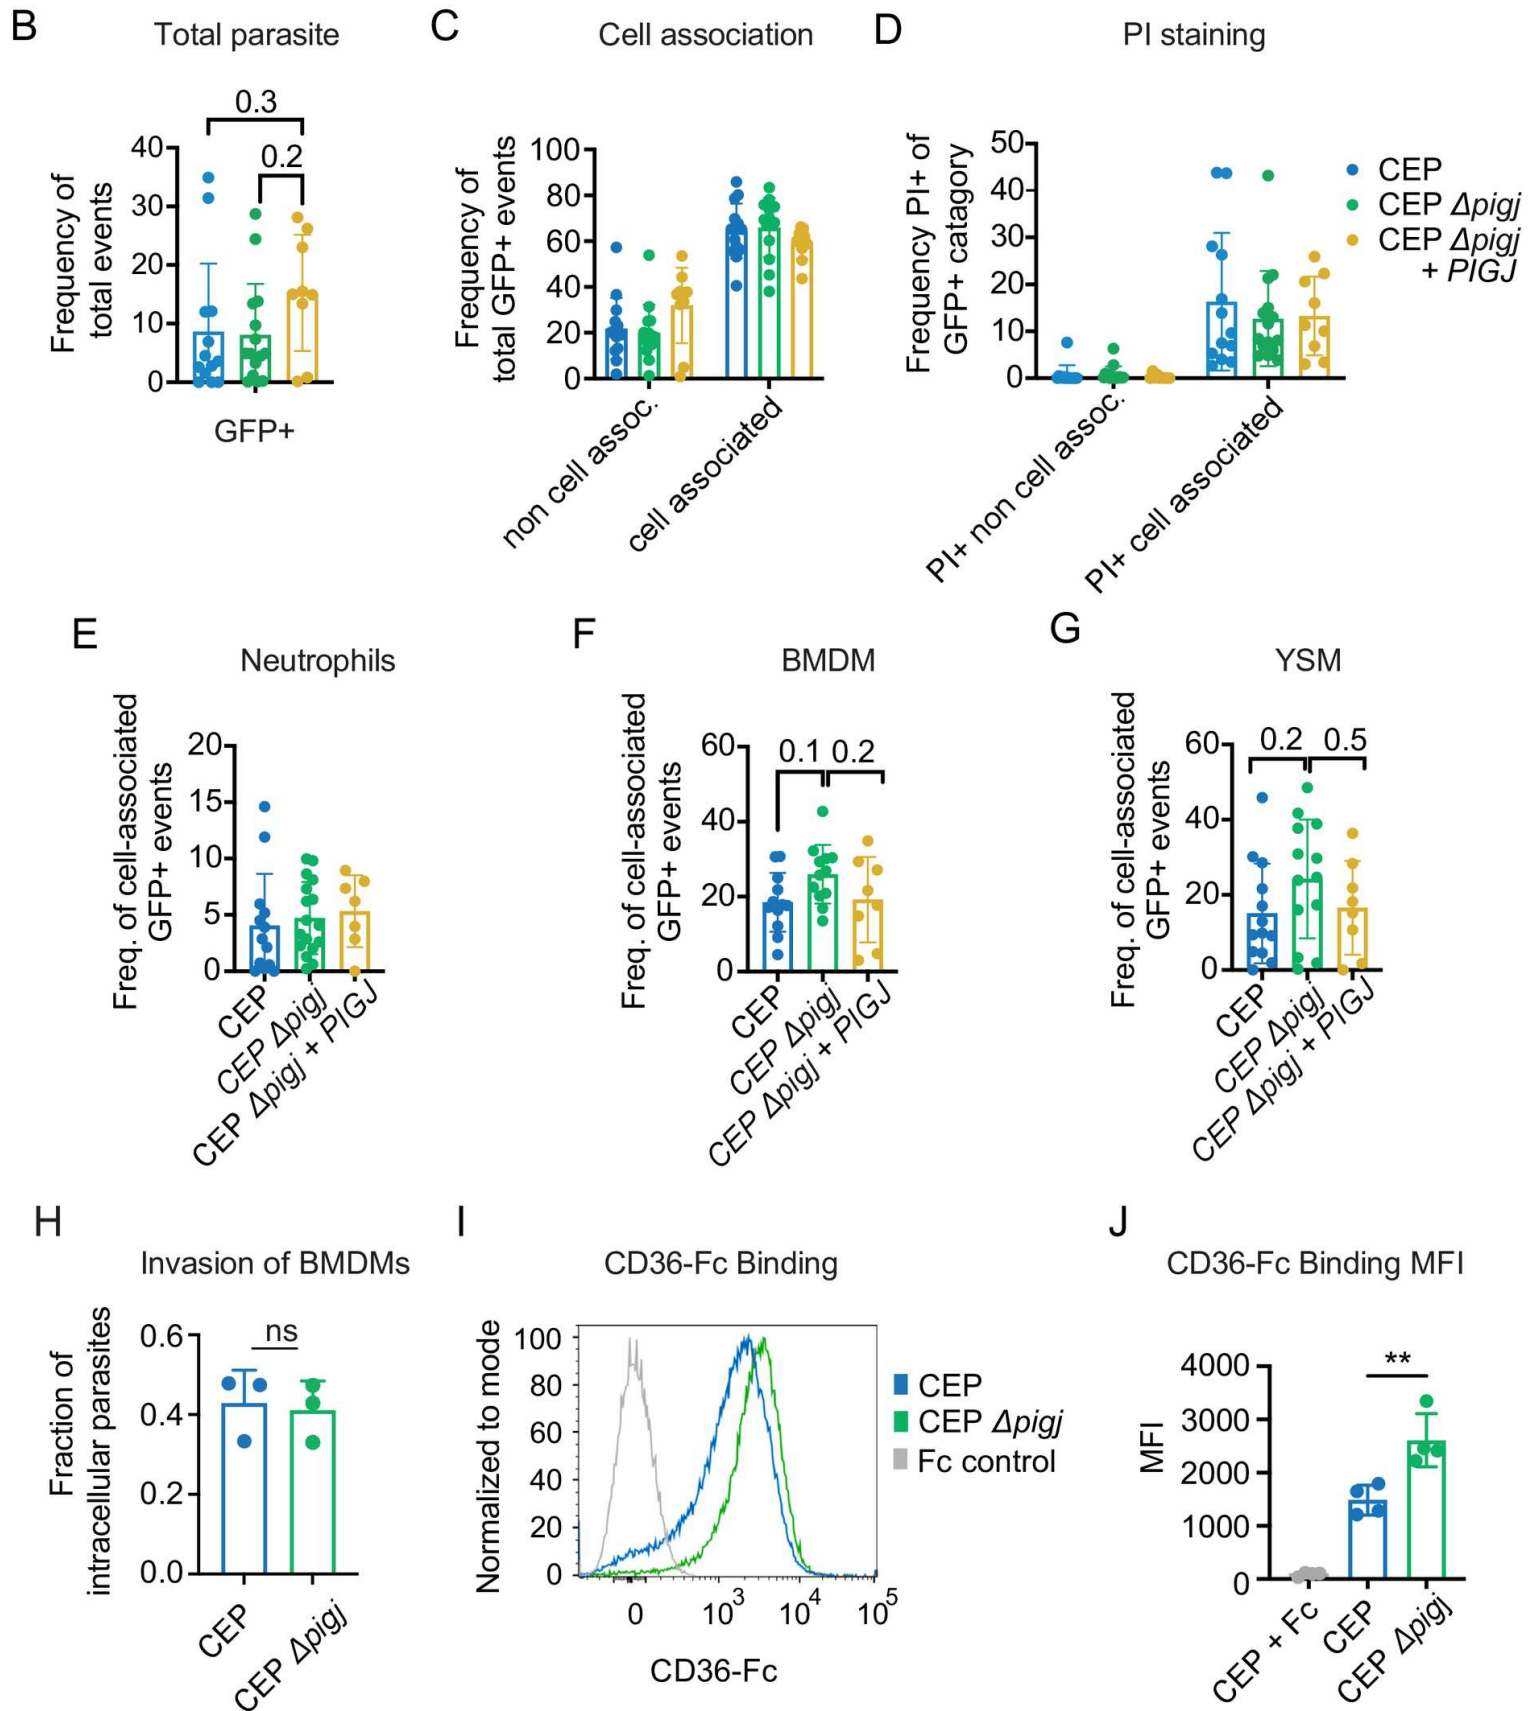 B
Total parasite
0.3
0.2
Frequency of
total events
40
30
20
10
0
GFP+
C
Cell association
Frequency of
total GFP+ events
100
80
60
40
20
0
non cell assoc.
cell associated
D
PI staining
Frequency PI+ of
GFP+ catagory
50
40
30
20
10
0
PI+ non cell assoc.
PI+ cell associated
CEP
CEP Δpigj
CEP Δpigj
+ PIGJ
E
Neutrophils
Freq. of cell-associated
GFP+ events
20
15
10
5
0
CEP
CEP Δpigj
CEP Δpigj + PIGJ
F
BMDM
Freq. of cell-associated
GFP+ events
60
40
20
0
0.1 0.2
CEP
CEP Δpigj
CEP Δpigj + PIGJ
G
YSM
Freq. of cell-associated
GFP+ events
60
40
20
0
0.2 0.5
CEP
CEP Δpigj
CEP Δpigj + PIGJ
H
Invasion of BMDMs
Fraction of
intracellular parasites
0.6
0.4
0.2
0.0
ns
CEP
CEP Δpigj
I
CD36-Fc Binding
Normalized to mode
100
80
60
40
20
0
0 10³ 10⁴ 10⁵
CD36-Fc
CEP
CEP Δpigj
Fc control
J
CD36-Fc Binding MFI
MFI
4000
3000
2000
1000
0
**
CEP + Fc
CEP
CEP Δpigj